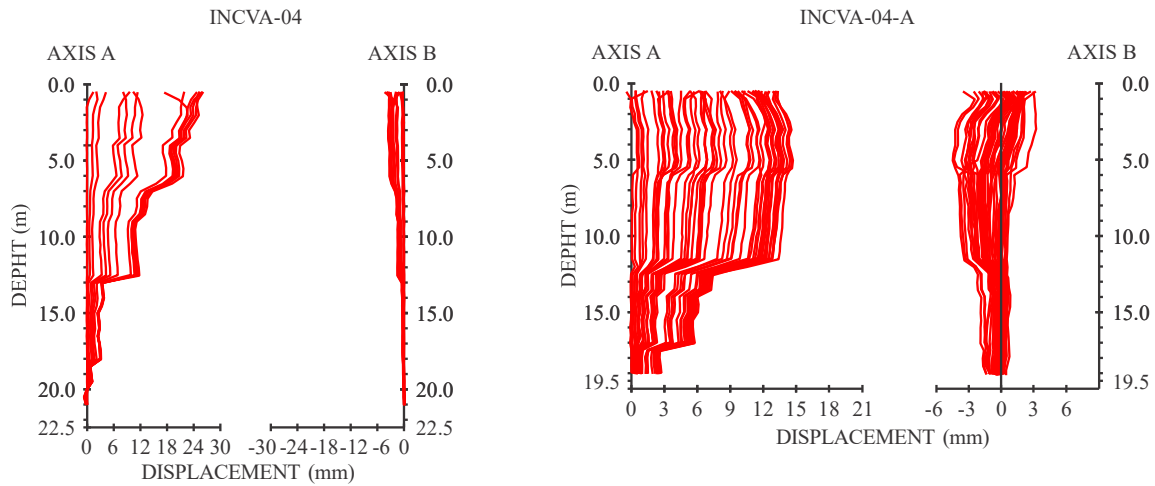 INCVA-04
AXIS A
AXIS B
0.0
5.0
10.0
15.0
20.0
22.5
DEPHT (m)
0.0
5.0
10.0
15.0
20.0
22.5
0 6 12 18 24 30
-30 -24 -18 -12 -6 0
DISPLACEMENT (mm)
INCVA-04-A
AXIS A
AXIS B
0.0
5.0
10.0
15.0
19.5
DEPHT (m)
0.0
5.0
10.0
15.0
19.5
0 3 6 9 12 15 18 21
-6 -3 0 3 6
DISPLACEMENT (mm)